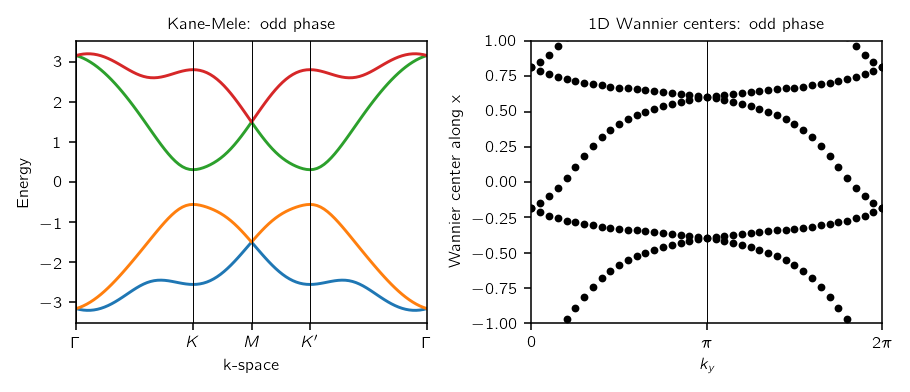 Kane-Mele: odd phase
Energy
3
2
1
0
−1
−2
−3
Γ
K
M
K′
Γ
k-space
1D Wannier centers: odd phase
Wannier center along x
1.00
0.75
0.50
0.25
0.00
−0.25
−0.50
−0.75
−1.00
0
π
2π
k_y